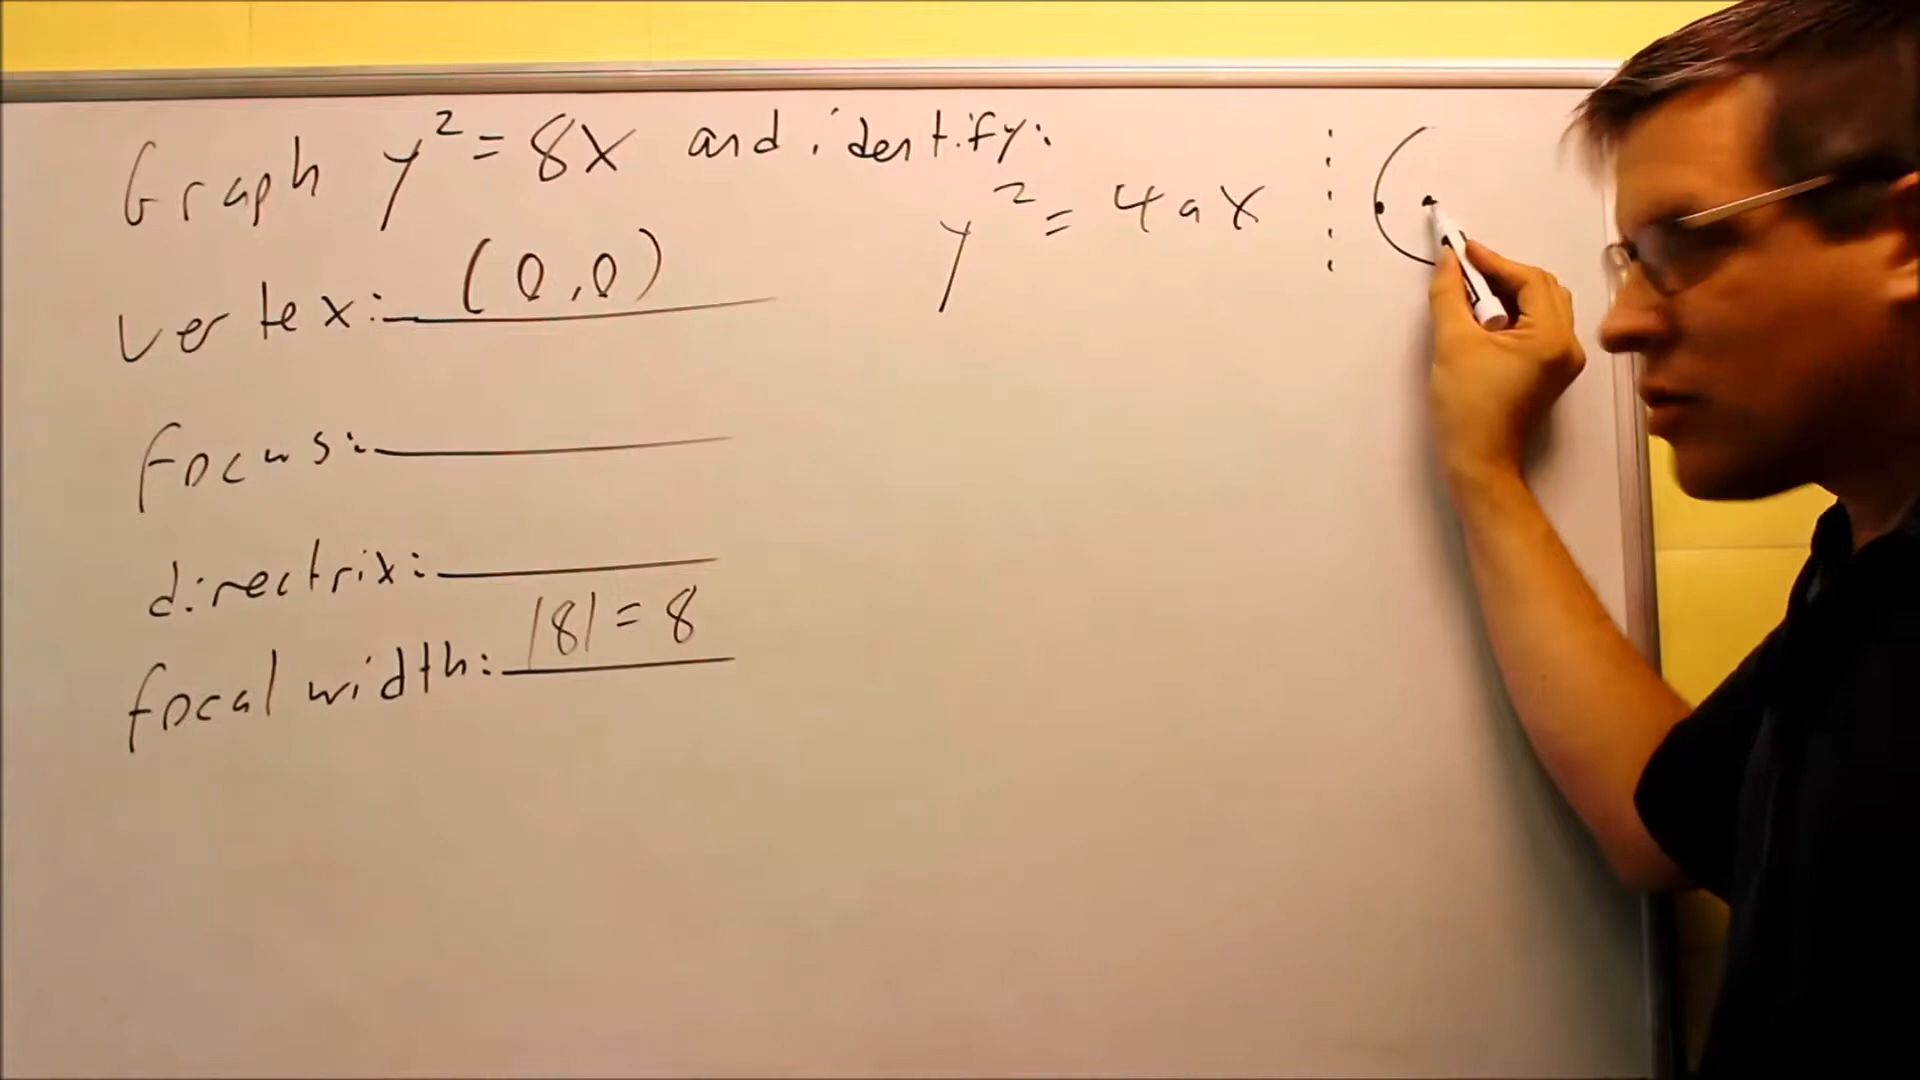 Graph y² = 8x and identify:
y² = 4ax
vertex: (0,0)
focus:
directrix:
focal width: |8| = 8